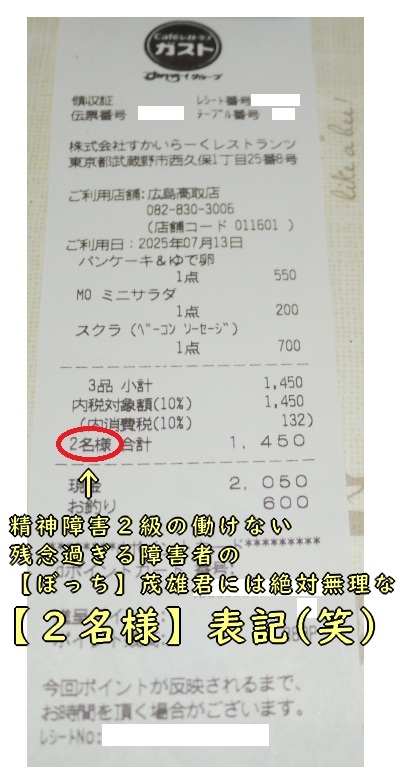 Caféレストラン
ガスト
すかいらーくグループ
領収証 ﾚｼｰﾄ番号
伝票番号 ﾃｰﾌﾞﾙ番号
株式会社すかいらーくレストランツ
東京都武蔵野市西久保1丁目25番8号
ご利用店舗:広島高取店
082-830-3006
(店舗コード 011601 )
ご利用日:2025年07月13日
パンケーキ&ゆで卵
1点 550
MO ミニサラダ
1点 200
スクラ(ﾍﾞｰｺﾝ ｿｰｾｰｼﾞ)
1点 700
3品 小計 1,450
内税対象額(10%) 1,450
(内消費税(10%) 132)
2名様 合計 1,450
現金 2,050
お釣り 600
↑
精神障害2級の働けない
残念過ぎる障害者の
【ぼっち】茂雄君には絶対無理な
【2名様】表記(笑)
今回ポイントが反映されるまで、
お時間を頂く場合がございます。
ﾚｼｰﾄNo:
like a bee!